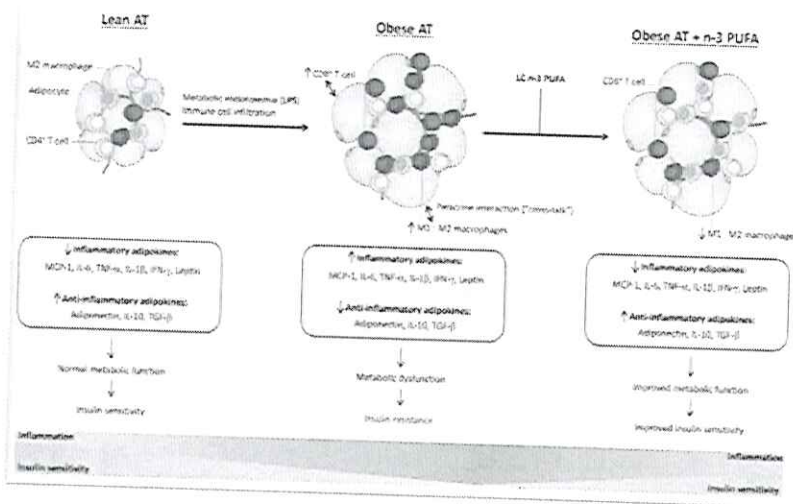 Lean AT
Obese AT
Obese AT + n-3 PUFA
M2 macrophage
Adipocyte
CD4⁺ T cell
Metabolic endotoxemia (LPS)
Immune cell infiltration
↑ CD8⁺ T cell
LC n-3 PUFA
CD8⁺ T cell
Paracrine interaction ("cross-talk")
↑ M1 : M2 macrophages
↓ M1 : M2 macrophages
↓ Inflammatory adipokines:
MCP-1, IL-6, TNF-α, IL-1β, IFN-γ, Leptin
↑ Anti-inflammatory adipokines:
Adiponectin, IL-10, TGF-β
Normal metabolic function
Insulin sensitivity
↑ Inflammatory adipokines:
MCP-1, IL-6, TNF-α, IL-1β, IFN-γ, Leptin
↓ Anti-inflammatory adipokines:
Adiponectin, IL-10, TGF-β
Metabolic dysfunction
Insulin resistance
↓ Inflammatory adipokines:
MCP-1, IL-6, TNF-α, IL-1β, IFN-γ, Leptin
↑ Anti-inflammatory adipokines:
Adiponectin, IL-10, TGF-β
Improved metabolic function
Improved insulin sensitivity
Inflammation
Insulin sensitivity
Inflammation
Insulin sensitivity